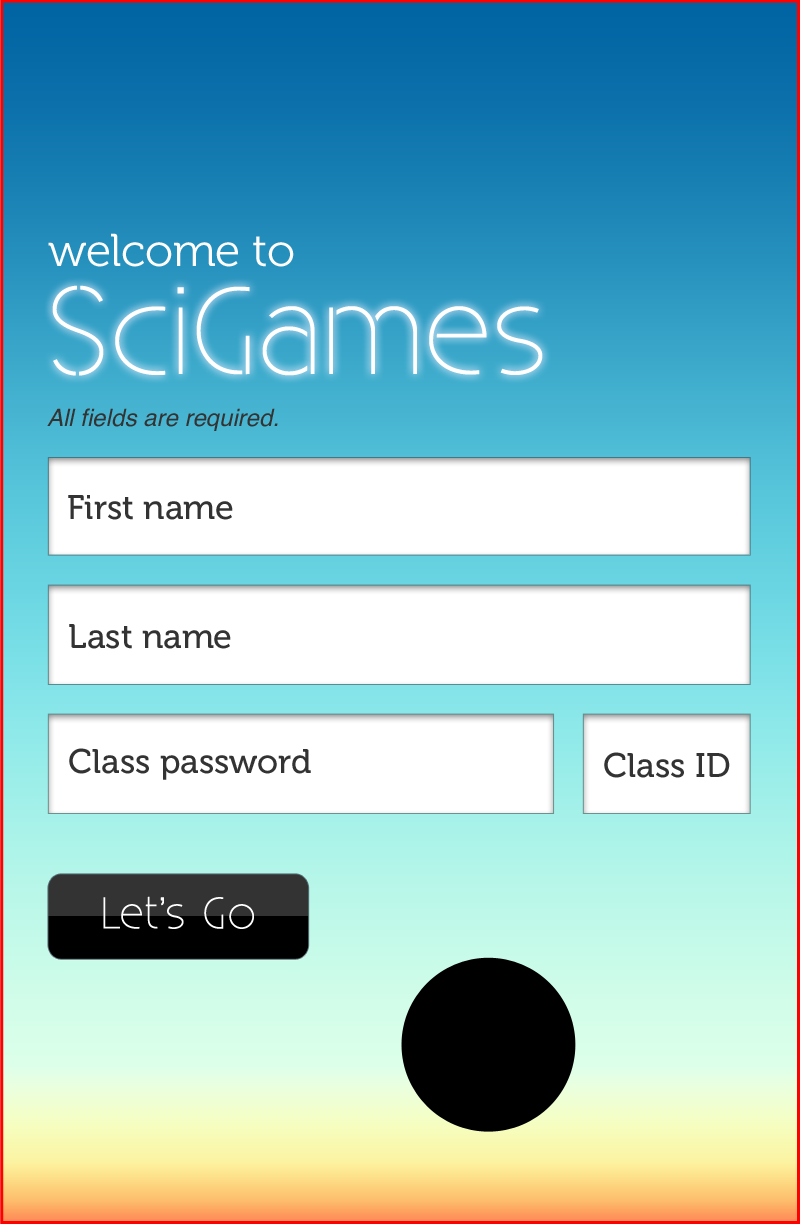 welcome to
SciGames
All fields are required.
First name
Last name
Class password
Class ID
Let's Go